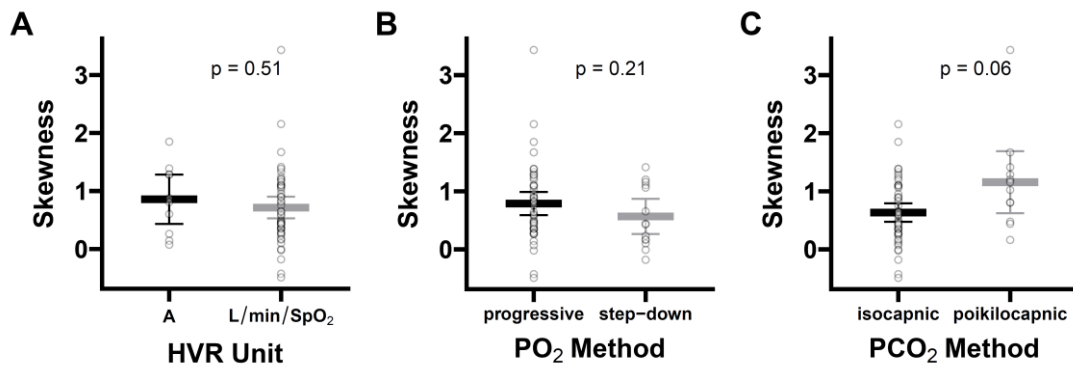 A
Skewness
3
2
1
0
p = 0.51
A
L/min/SpO₂
HVR Unit
B
Skewness
3
2
1
0
p = 0.21
progressive
step−down
PO₂ Method
C
Skewness
3
2
1
0
p = 0.06
isocapnic
poikilocapnic
PCO₂ Method